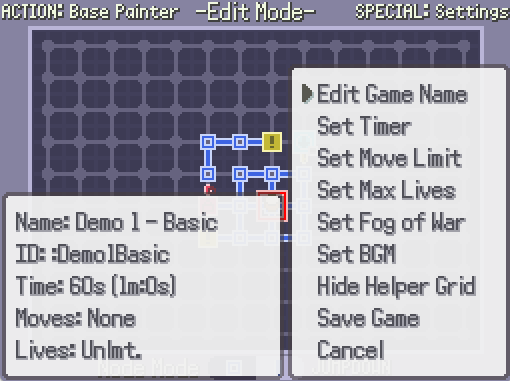 ACTION: Base Painter -Edit Mode- SPECIAL: Settings
Edit Game Name
Set Timer
Set Move Limit
Set Max Lives
Set Fog of War
Set BGM
Hide Helper Grid
Save Game
Cancel
Name: Demo 1 - Basic
ID: :Demo1Basic
Time: 60s (1m:0s)
Moves: None
Lives: Unlmt.
Node Mode